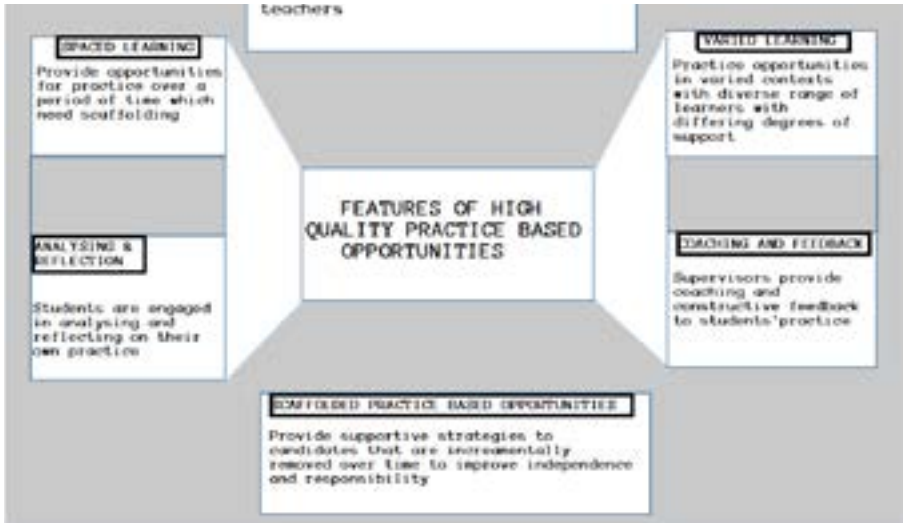 teachers
SPACED LEARNING
Provide opportunities
for practice over a
period of time which
need scaffolding
VARIED LEARNING
Practice opportunities
in varied contexts
with diverse range of
learners with
differing degrees of
support
FEATURES OF HIGH
QUALITY PRACTICE BASED
OPPORTUNITIES
ANALYSING &
REFLECTION
Students are engaged
in analysing and
reflecting on their
own practice
COACHING AND FEEDBACK
Supervisors provide
coaching and
constructive feedback
to students'practice
SCAFFOLDED PRACTICE BASED OPPORTUNITIES
Provide supportive strategies to
candidates that are incrementally
removed over time to improve independence
and responsibility